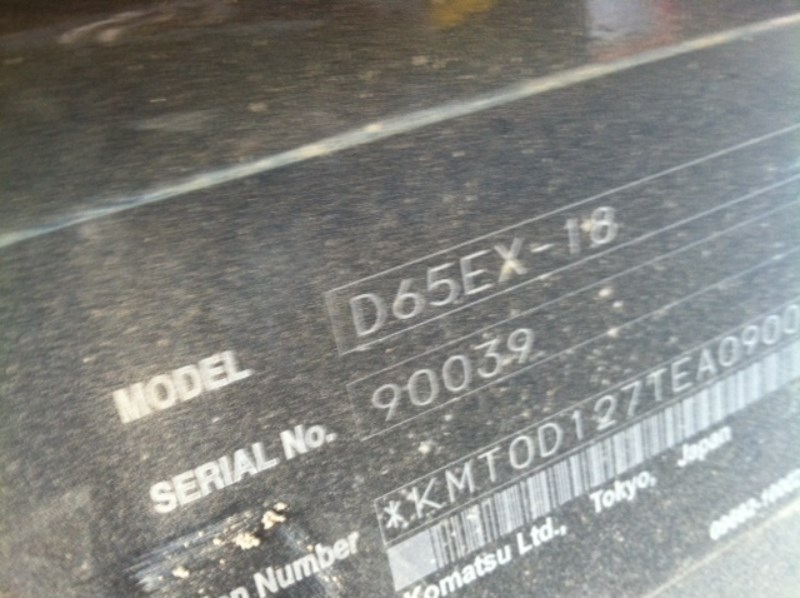 MODEL D65EX-18
SERIAL No. 90039
Number *KMT0D127TEA0900
Komatsu Ltd., Tokyo, Japan